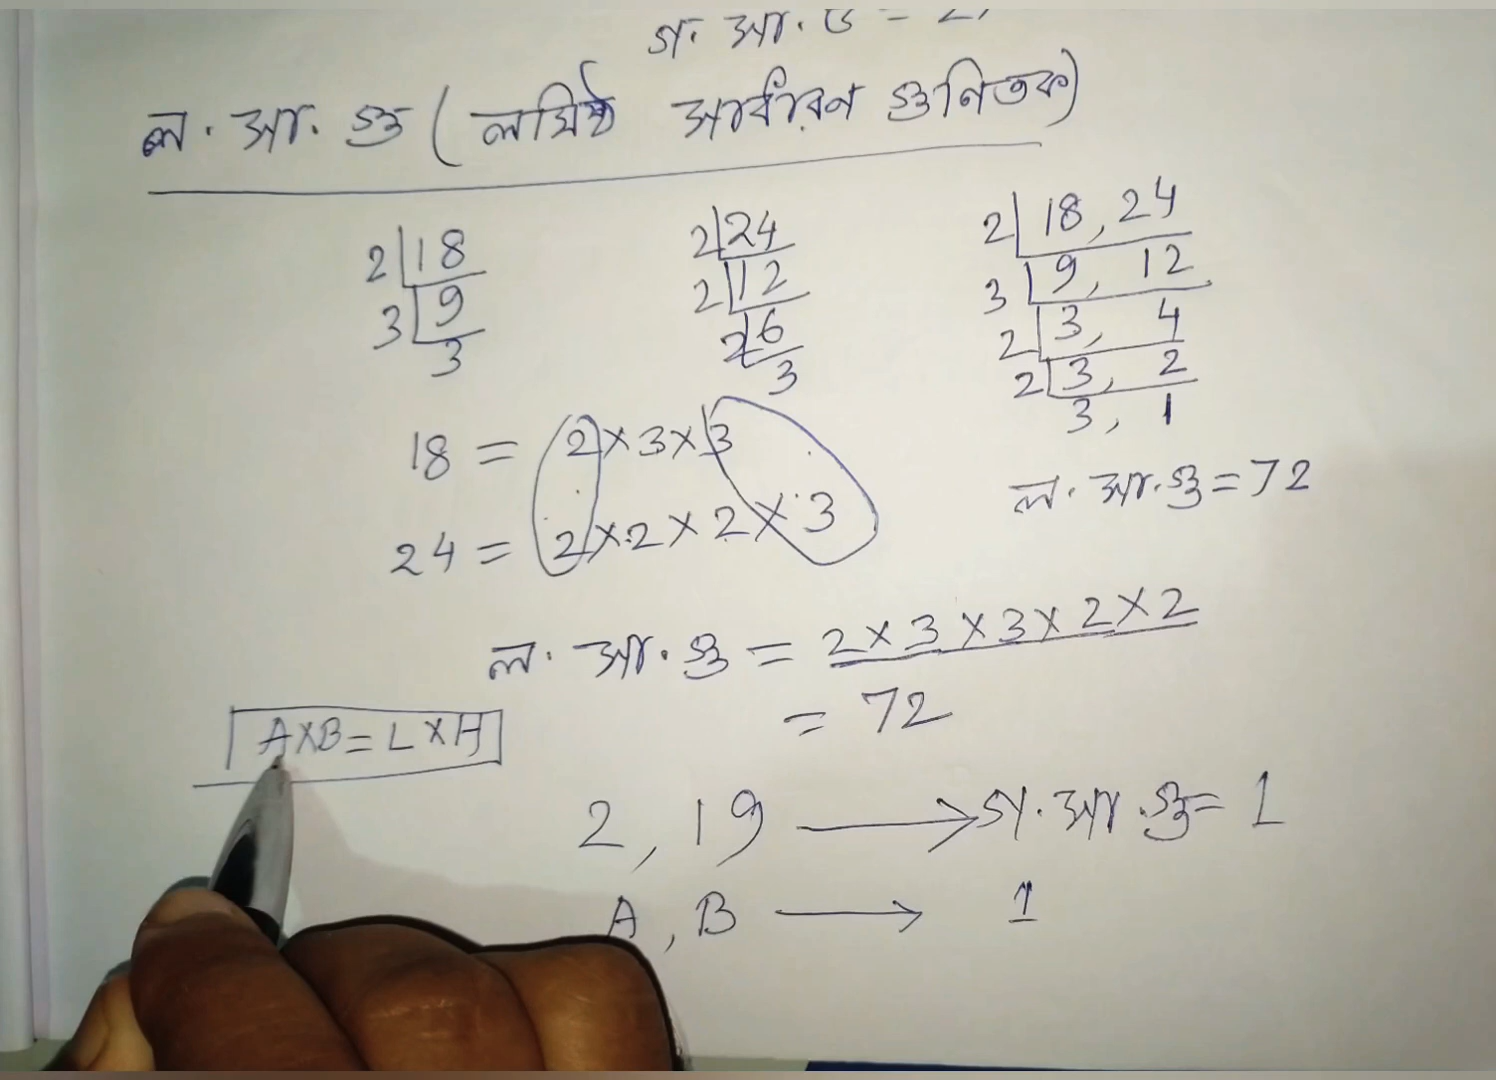 গ. সা. গু = 2,
ল. সা. গু ( লঘিষ্ঠ সাধারন গুনিতক)
2 18
3 9
3
2 24
2 12
2 6
3
2 18, 24
3 9, 12
2 3, 4
2 3, 2
3, 1
ল. সা. গু = 72
18 = 2 × 3 × 3
24 = 2 × 2 × 2 × 3
ল. সা. গু = 2 × 3 × 3 × 2 × 2
= 72
A×B = L×H
2, 19 → গ. সা. গু = 1
A, B → 1